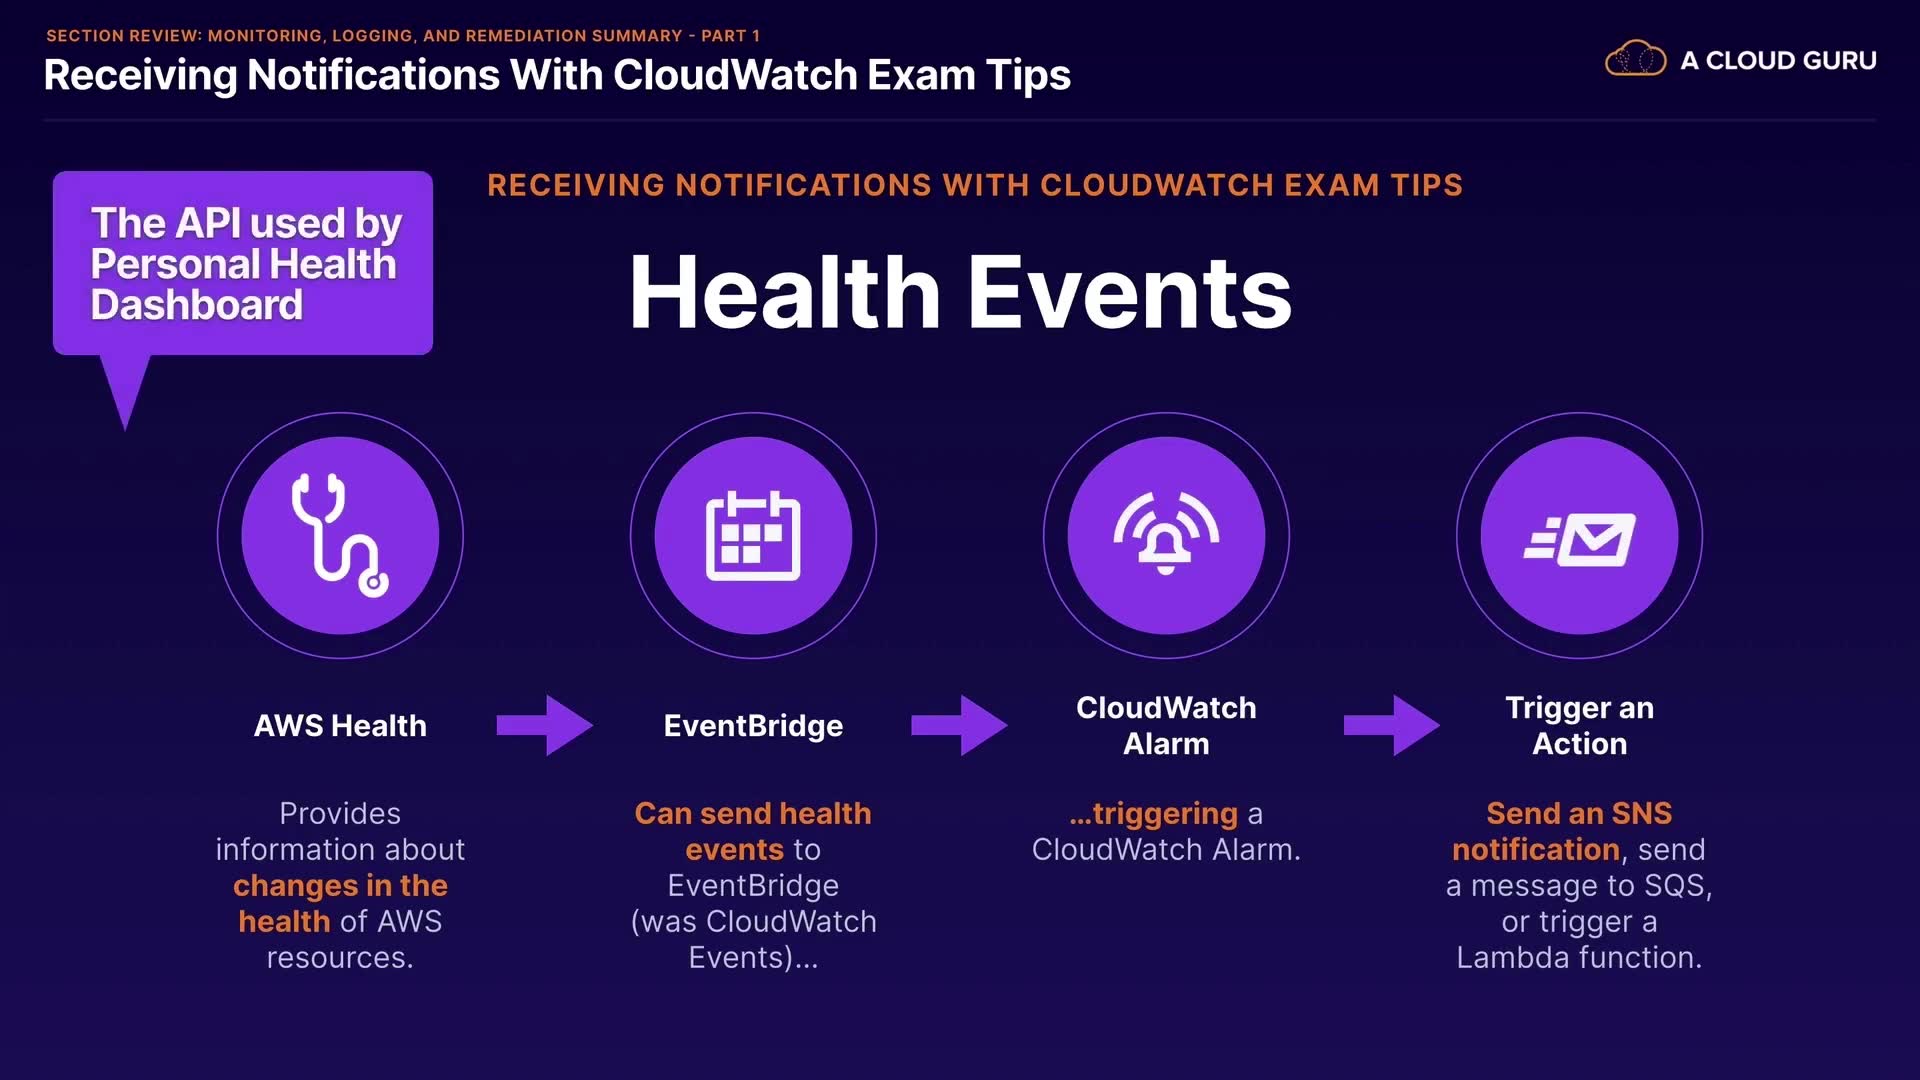 SECTION REVIEW: MONITORING, LOGGING, AND REMEDIATION SUMMARY - PART 1
Receiving Notifications With CloudWatch Exam Tips
A CLOUD GURU
The API used by
Personal Health
Dashboard
RECEIVING NOTIFICATIONS WITH CLOUDWATCH EXAM TIPS
Health Events
AWS Health
Provides
information about
changes in the
health of AWS
resources.
EventBridge
Can send health
events to
EventBridge
(was CloudWatch
Events)...
CloudWatch
Alarm
...triggering a
CloudWatch Alarm.
Trigger an
Action
Send an SNS
notification, send
a message to SQS,
or trigger a
Lambda function.